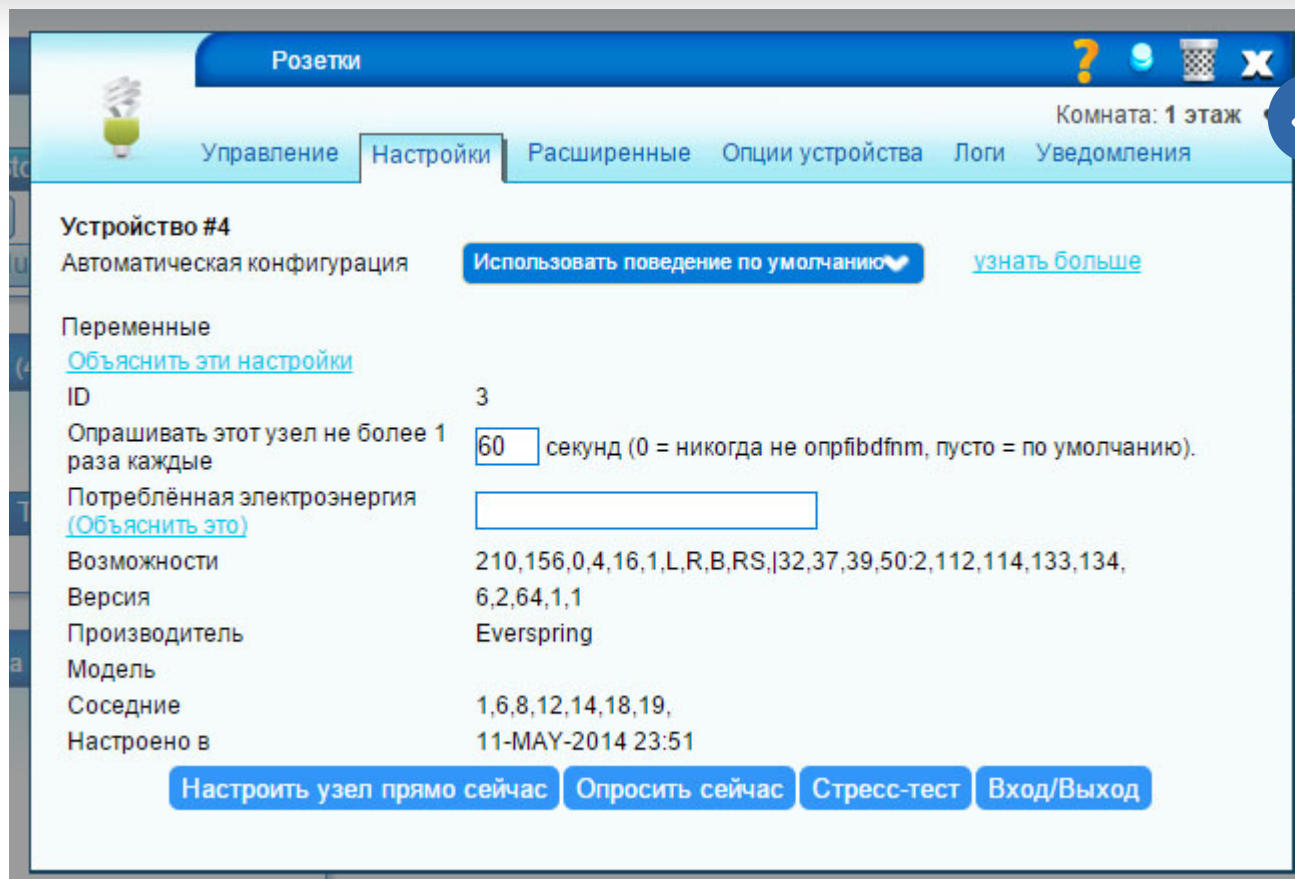 Розетки
Комната: 1 этаж
Управление Настройки Расширенные Опции устройства Логи Уведомления
Устройство #4
Автоматическая конфигурация Использовать поведение по умолчанию узнать больше
Переменные
Объяснить эти настройки
ID 3
Опрашивать этот узел не более 1
раза каждые 60 секунд (0 = никогда не опрfibdfnm, пусто = по умолчанию).
Потреблённая электроэнергия
(Объяснить это)
Возможности 210,156,0,4,16,1,L,R,B,RS,|32,37,39,50:2,112,114,133,134,
Версия 6,2,64,1,1
Производитель Everspring
Модель
Соседние 1,6,8,12,14,18,19,
Настроено в 11-MAY-2014 23:51
Настроить узел прямо сейчас Опросить сейчас Стресс-тест Вход/Выход